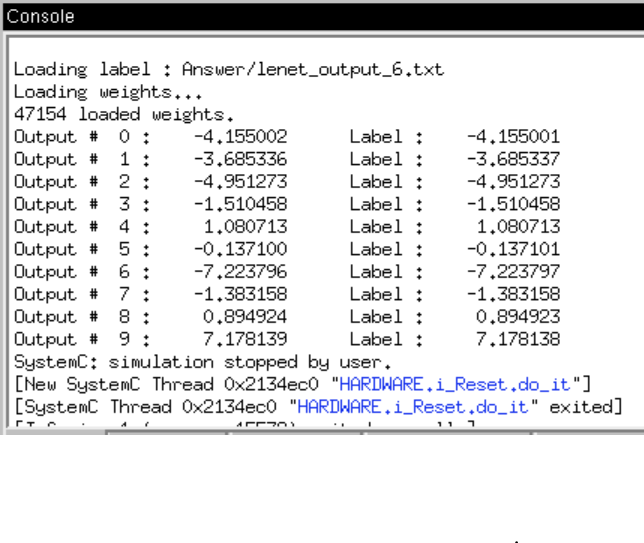 Console
Loading label : Answer/lenet_output_6.txt
Loading weights...
47154 loaded weights.
Output # 0 : -4.155002 Label : -4.155001
Output # 1 : -3.685336 Label : -3.685337
Output # 2 : -4.951273 Label : -4.951273
Output # 3 : -1.510458 Label : -1.510458
Output # 4 : 1.080713 Label : 1.080713
Output # 5 : -0.137100 Label : -0.137101
Output # 6 : -7.223796 Label : -7.223797
Output # 7 : -1.383158 Label : -1.383158
Output # 8 : 0.894924 Label : 0.894923
Output # 9 : 7.178139 Label : 7.178138
SystemC: simulation stopped by user.
[New SystemC Thread 0x2134ec0 "HARDWARE.i_Reset.do_it"]
[SystemC Thread 0x2134ec0 "HARDWARE.i_Reset.do_it" exited]